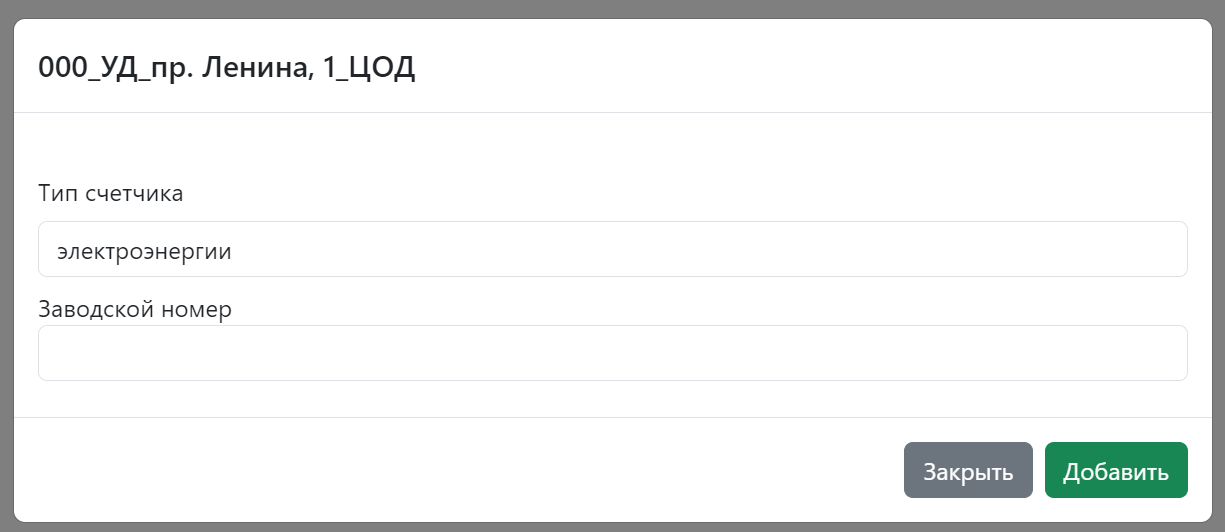 000_УД_пр. Ленина, 1_ЦОД
Тип счетчика
электроэнергии
Заводской номер
Закрыть Добавить